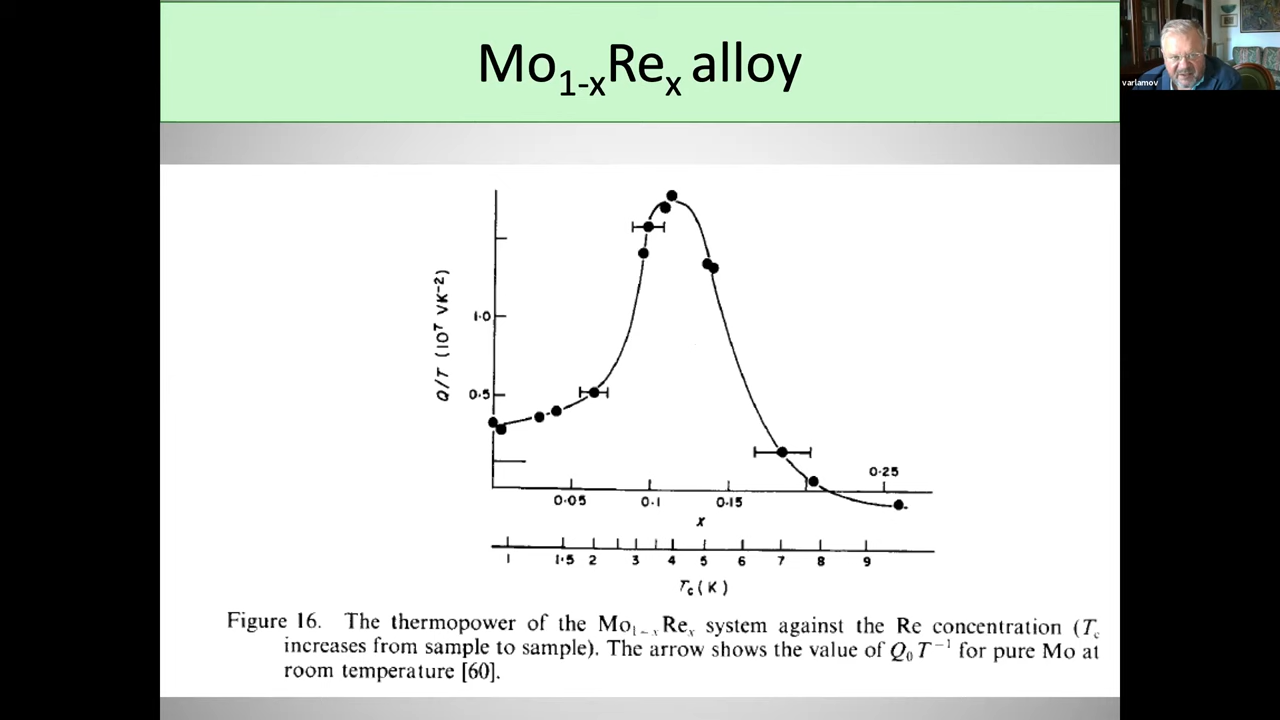 Mo1-xRex alloy
varlamov
Q/T (10⁷ VK⁻²)
1·0
0·5
0·25
0·05 0·1 0·15
x
1 1·5 2 3 4 5 6 7 8 9
Tc(K)
Figure 16. The thermopower of the Mo1-xRex system against the Re concentration (Tc
increases from sample to sample). The arrow shows the value of Q0T⁻¹ for pure Mo at
room temperature [60].